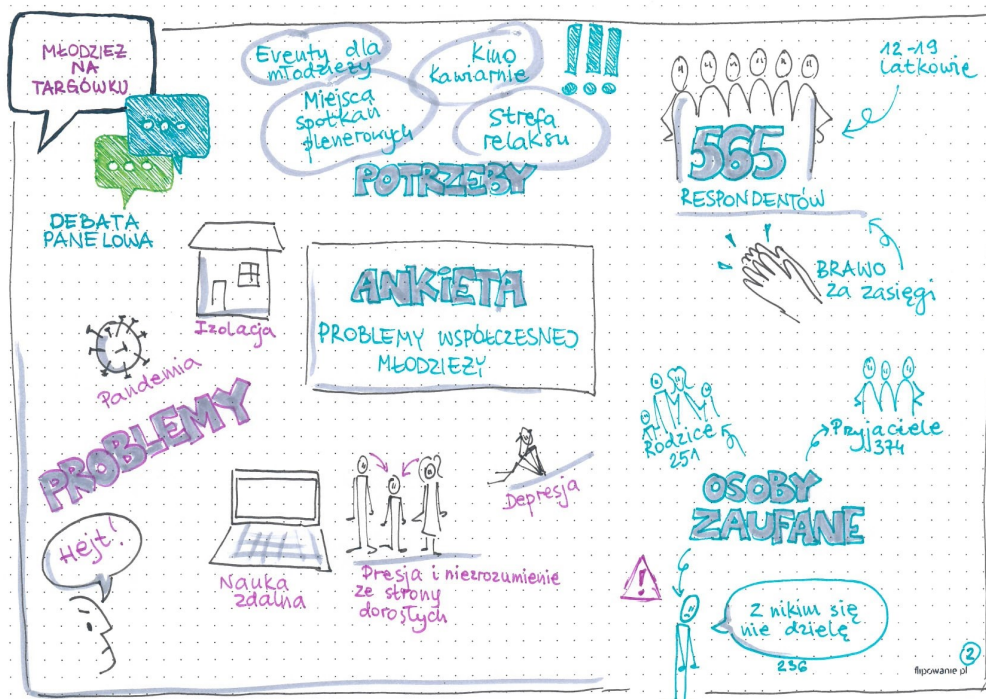 MŁODZIEŻ
NA
TARGÓWKU
DEBATA
PANELOWA
Eventy dla
młodzieży
Kino
Kawiarnie
!!!
Miejsca
spotkań
plenerowych
Strefa
relaksu
POTRZEBY
12-19
latkowie
565
RESPONDENTÓW
BRAWO
za zasięgi
ANKIETA
PROBLEMY WSPÓŁCZESNEJ
MŁODZIEŻY
Izolacja
Pandemia
PROBLEMY
Hejt!
Nauka
zdalna
Presja i niezrozumienie
ze strony
dorosłych
Depresja
Rodzice
251
Przyjaciele
374
OSOBY
ZAUFANE
!
Z nikim się
nie dzielę
236
2
flipowanie.pl